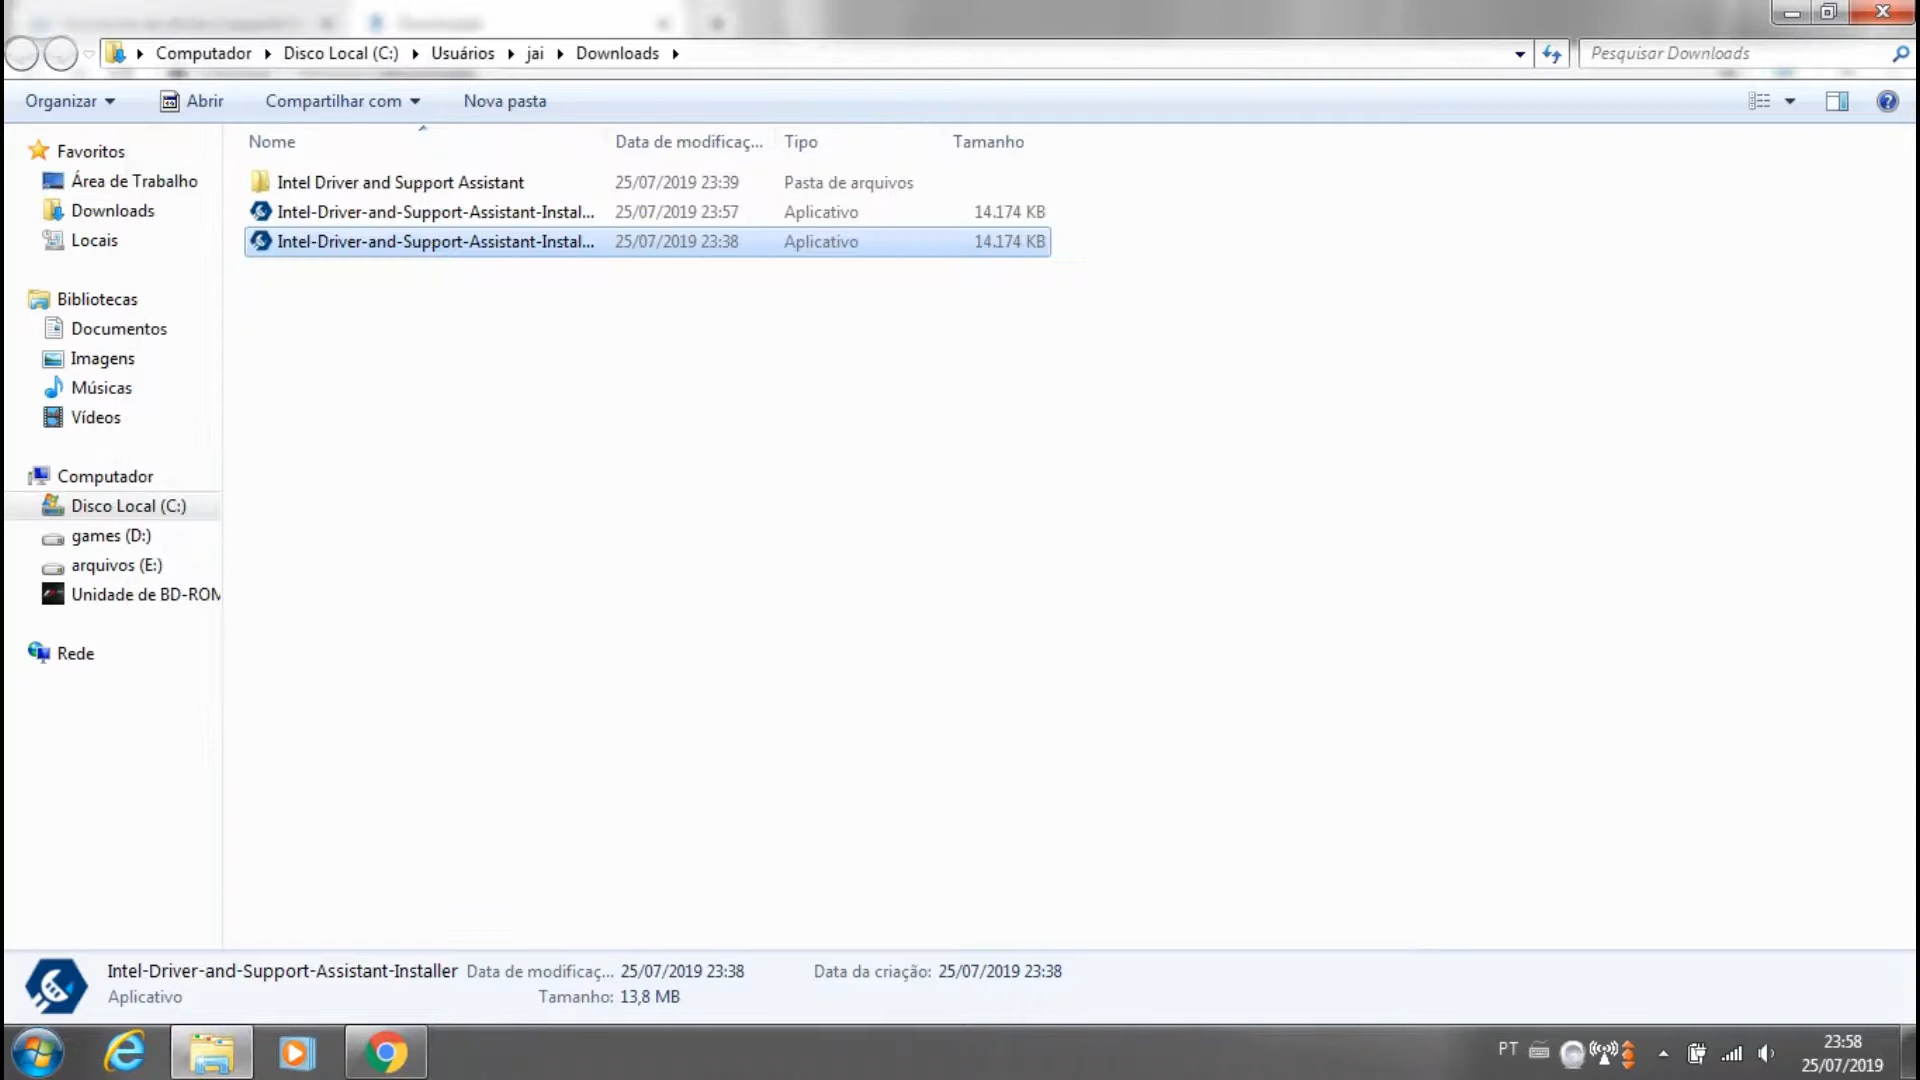 Computador Disco Local (C:) Usuários jai Downloads
Pesquisar Downloads
Organizar Abrir Compartilhar com Nova pasta
Nome Data de modificaç... Tipo Tamanho
Intel Driver and Support Assistant 25/07/2019 23:39 Pasta de arquivos
Intel-Driver-and-Support-Assistant-Instal... 25/07/2019 23:57 Aplicativo 14.174 KB
Intel-Driver-and-Support-Assistant-Instal... 25/07/2019 23:38 Aplicativo 14.174 KB
Favoritos
Área de Trabalho
Downloads
Locais
Bibliotecas
Documentos
Imagens
Músicas
Vídeos
Computador
Disco Local (C:)
games (D:)
arquivos (E:)
Unidade de BD-ROM
Rede
Intel-Driver-and-Support-Assistant-Installer Data de modificaç... 25/07/2019 23:38 Data da criação: 25/07/2019 23:38
Aplicativo Tamanho: 13,8 MB
PT 23:58
25/07/2019